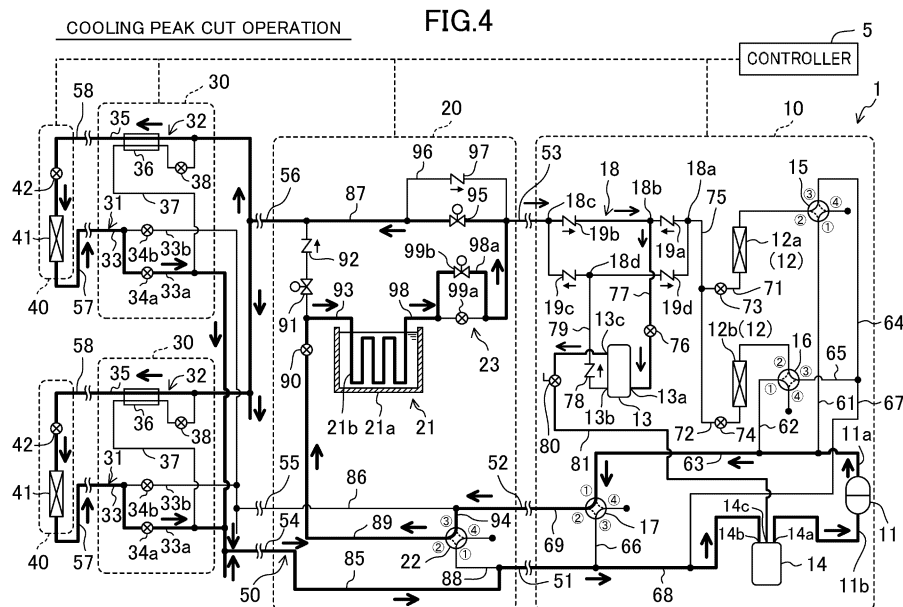 FIG.4
COOLING PEAK CUT OPERATION
CONTROLLER
5
1
58
30
35
32
36
38
42
37
31
41
33
34b
33b
34a
33a
40
57
20
96
97
53
56
87
95
92
91
99b
98a
93
98
99a
23
90
21b
21a
21
10
18c
18
18b
18a
15
75
③
②
④
①
19b
19a
12a
(12)
18d
77
19c
19d
71
73
79
13c
76
12b(12)
64
16
②
③
①
④
65
78
13b
13
13a
80
81
72
74
62
61
67
63
11a
58
30
35
32
36
38
42
37
31
41
33
34b
33b
34a
33a
40
57
55
86
52
54
89
③
94
④
②
①
22
50
85
88
51
①
④
②
③
17
69
66
68
14c
14b
14a
14
11
11b